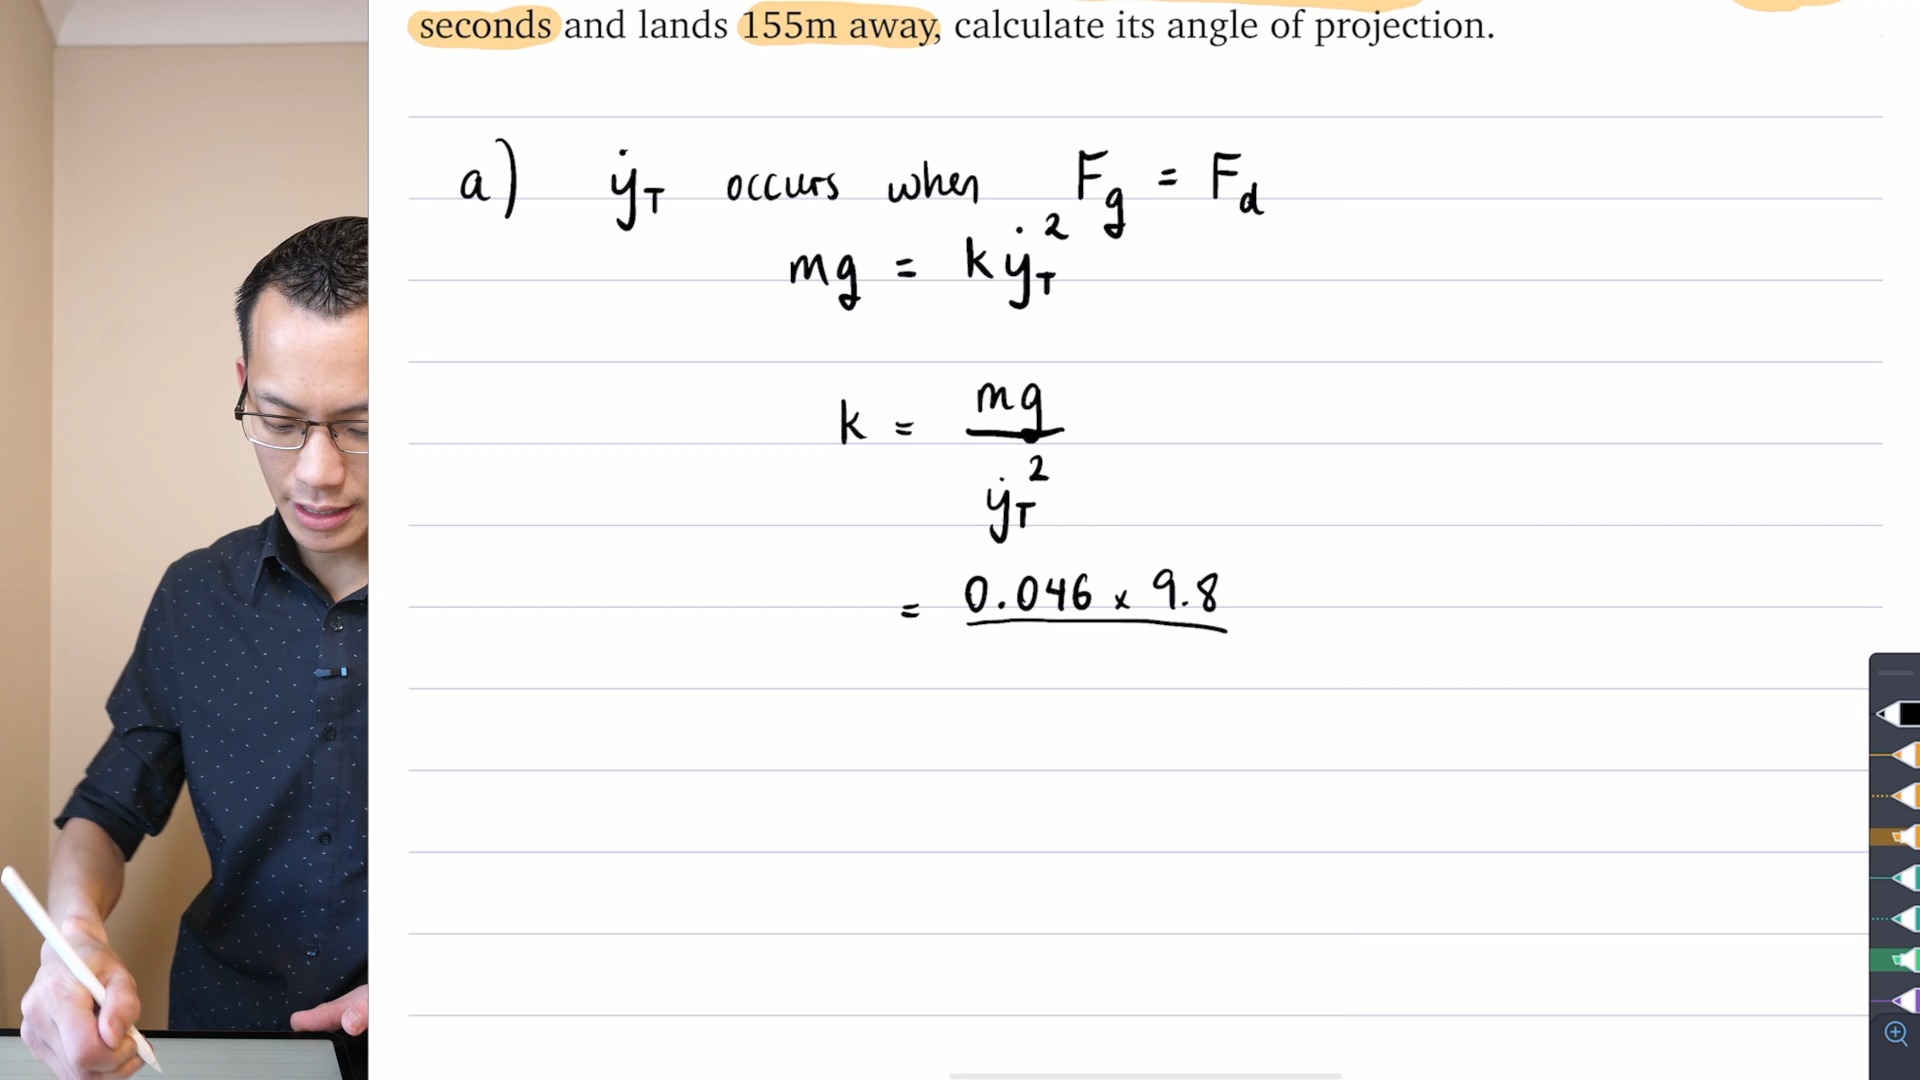 seconds and lands 155m away, calculate its angle of projection.
a) ẏ_T occurs when F_g = F_d
mg = kẏ_T²
k = mg
ẏ_T²
= 0.046 × 9.8